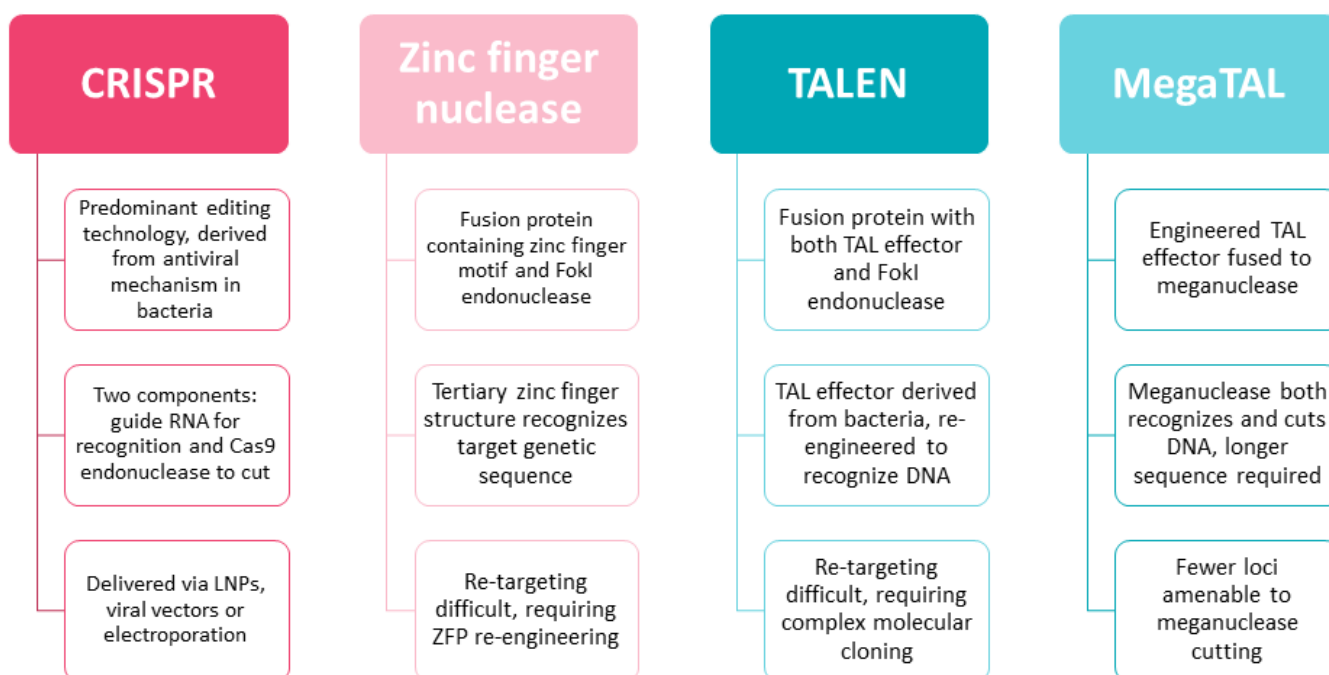 CRISPR
Predominant editing
technology, derived
from antiviral
mechanism in
bacteria
Two components:
guide RNA for
recognition and Cas9
endonuclease to cut
Delivered via LNPs,
viral vectors or
electroporation
Zinc finger
nuclease
Fusion protein
containing zinc finger
motif and FokI
endonuclease
Tertiary zinc finger
structure recognizes
target genetic
sequence
Re-targeting
difficult, requiring
ZFP re-engineering
TALEN
Fusion protein with
both TAL effector
and FokI
endonuclease
TAL effector derived
from bacteria, re-
engineered to
recognize DNA
Re-targeting
difficult, requiring
complex molecular
cloning
MegaTAL
Engineered TAL
effector fused to
meganuclease
Meganuclease both
recognizes and cuts
DNA, longer
sequence required
Fewer loci
amenable to
meganuclease
cutting